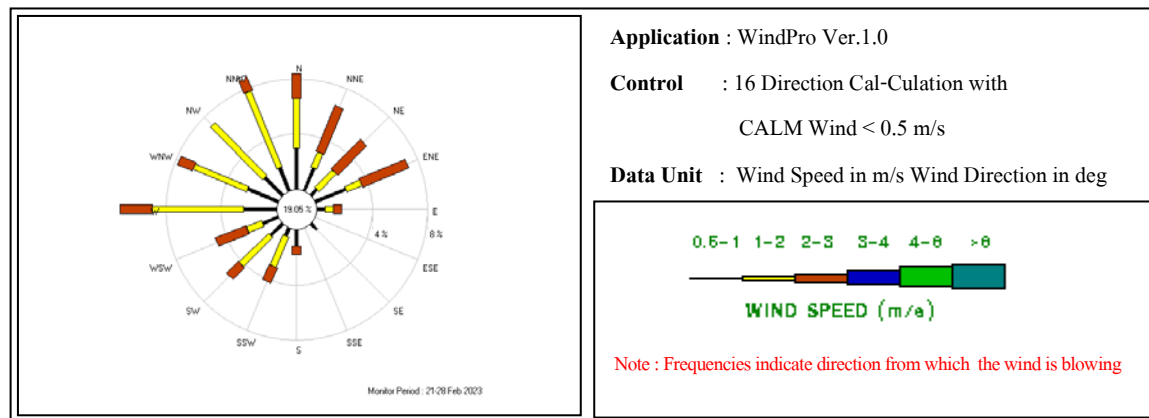 N
NNW
NNE
NW
NE
WNW
ENE
19.05 %
W
E
4 %
8 %
WSW
ESE
SW
SE
SSW
SSE
S
Monitor Period : 21-28 Feb 2023
Application : WindPro Ver.1.0
Control : 16 Direction Cal-Culation with
CALM Wind < 0.5 m/s
Data Unit : Wind Speed in m/s Wind Direction in deg
0.5-1 1-2 2-3 3-4 4-6 >6
WIND SPEED (m/s)
Note : Frequencies indicate direction from which the wind is blowing